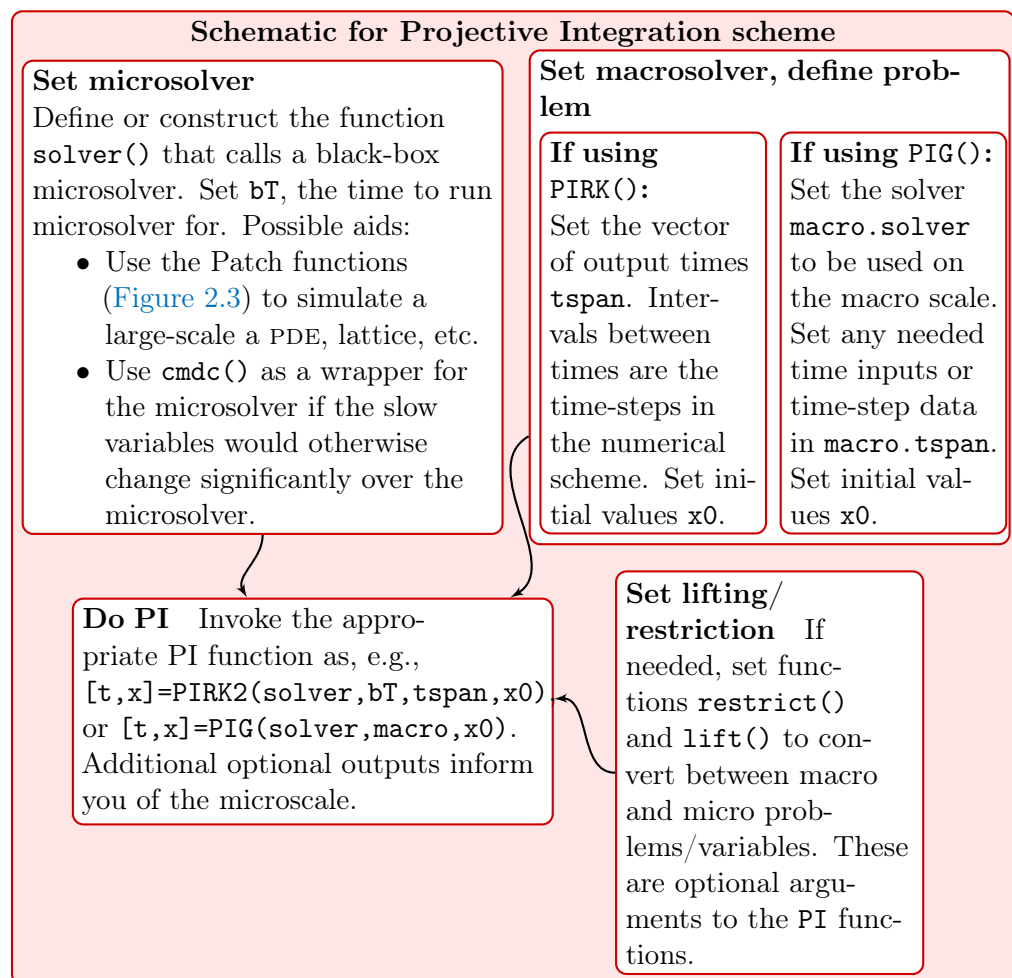 Schematic for Projective Integration scheme
Set microsolver
Define or construct the function
solver() that calls a black-box
microsolver. Set bT, the time to run
microsolver for. Possible aids:
• Use the Patch functions
(Figure 2.3) to simulate a
large-scale a PDE, lattice, etc.
• Use cmdc() as a wrapper for
the microsolver if the slow
variables would otherwise
change significantly over the
microsolver.
Set macrosolver, define prob-
lem
If using
PIRK():
Set the vector
of output times
tspan. Inter-
vals between
times are the
time-steps in
the numerical
scheme. Set ini-
tial values x0.
If using PIG():
Set the solver
macro.solver
to be used on
the macro scale.
Set any needed
time inputs or
time-step data
in macro.tspan.
Set initial val-
ues x0.
Do PI Invoke the appro-
priate PI function as, e.g.,
[t,x]=PIRK2(solver,bT,tspan,x0)
or [t,x]=PIG(solver,macro,x0).
Additional optional outputs inform
you of the microscale.
Set lifting/
restriction If
needed, set func-
tions restrict()
and lift() to con-
vert between macro
and micro prob-
lems/variables. These
are optional argu-
ments to the PI func-
tions.